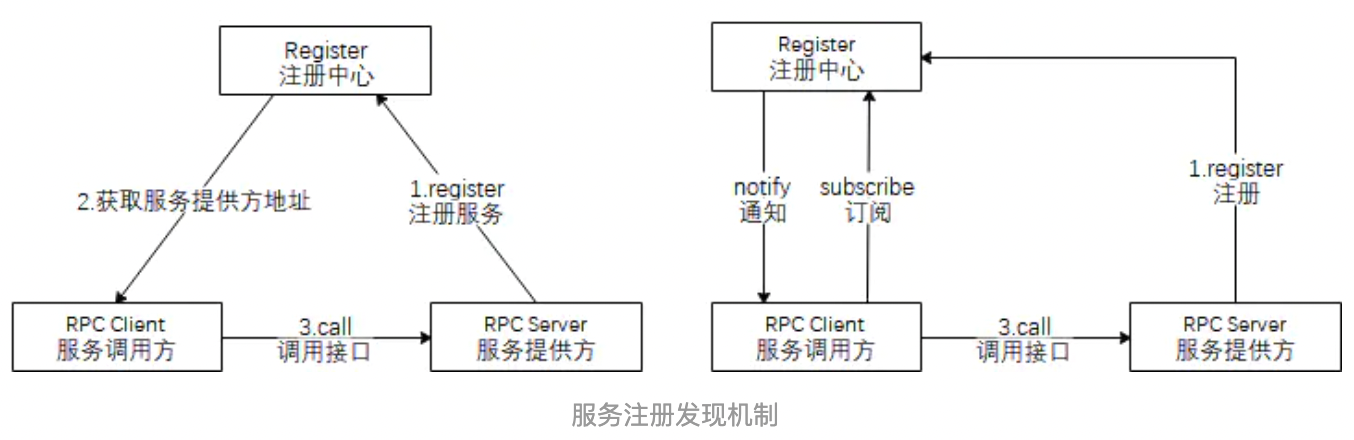 Register
注册中心
2.获取服务提供方地址
1.register
注册服务
RPC Client
服务调用方
3.call
调用接口
RPC Server
服务提供方
Register
注册中心
notify
通知
subscribe
订阅
1.register
注册
RPC Client
服务调用方
3.call
调用接口
RPC Server
服务提供方
服务注册发现机制